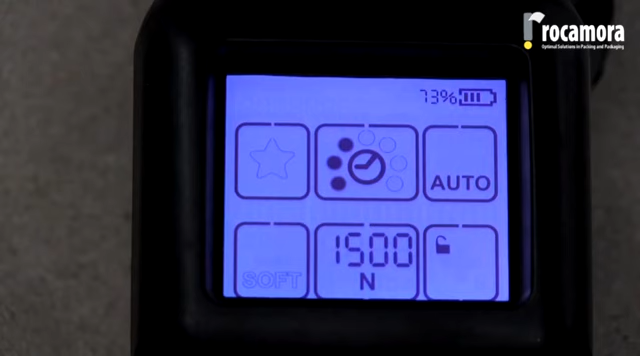 rocamora
Optimal Solutions in Packing and Packaging
73%
AUTO
SOFT
1500
N